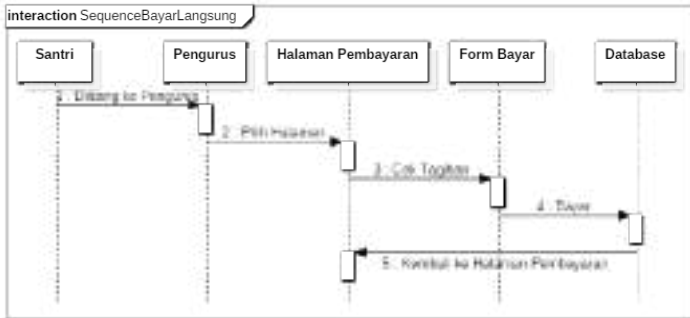 interaction SequenceBayarLangsung
Santri
Pengurus
Halaman Pembayaran
Form Bayar
Database
1 : Datang ke Pengurus
2 : Pilih Halaman
3 : Cek Tagihan
4 : Bayar
5 : Kembali ke Halaman Pembayaran